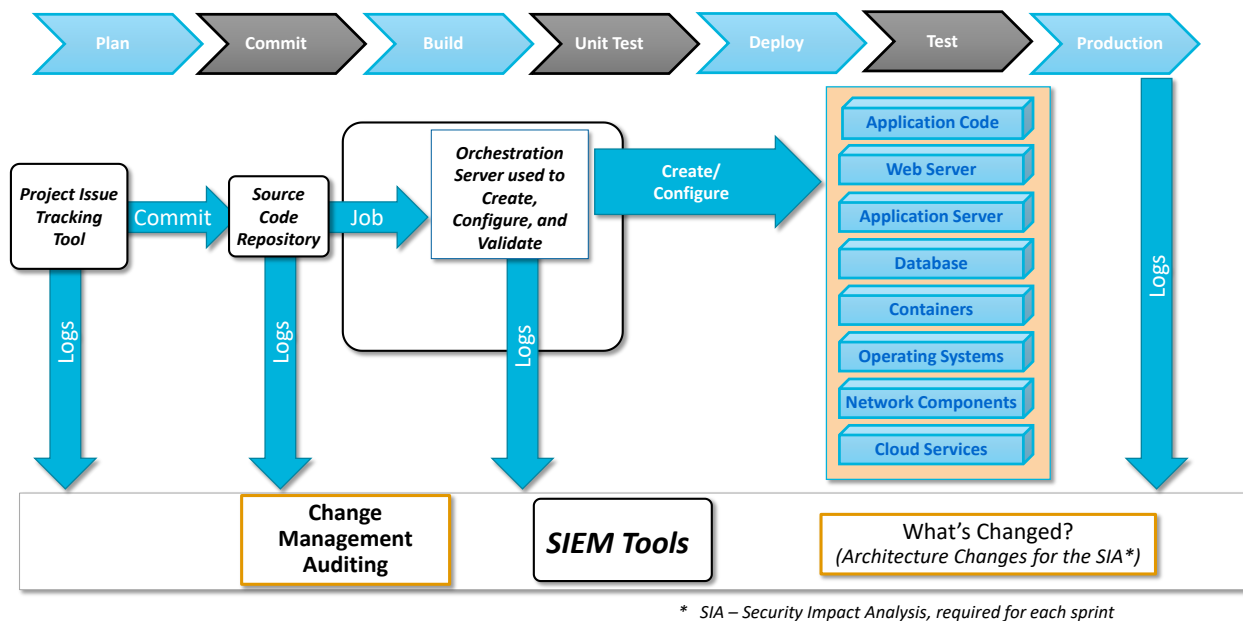 Plan
Commit
Build
Unit Test
Deploy
Test
Production
Project Issue
Tracking
Tool
Commit
Source
Code
Repository
Job
Orchestration
Server used to
Create,
Configure, and
Validate
Create/
Configure
Application Code
Web Server
Application Server
Database
Containers
Operating Systems
Network Components
Cloud Services
Logs
Logs
Logs
Logs
Change
Management
Auditing
SIEM Tools
What's Changed?
(Architecture Changes for the SIA*)
* SIA – Security Impact Analysis, required for each sprint